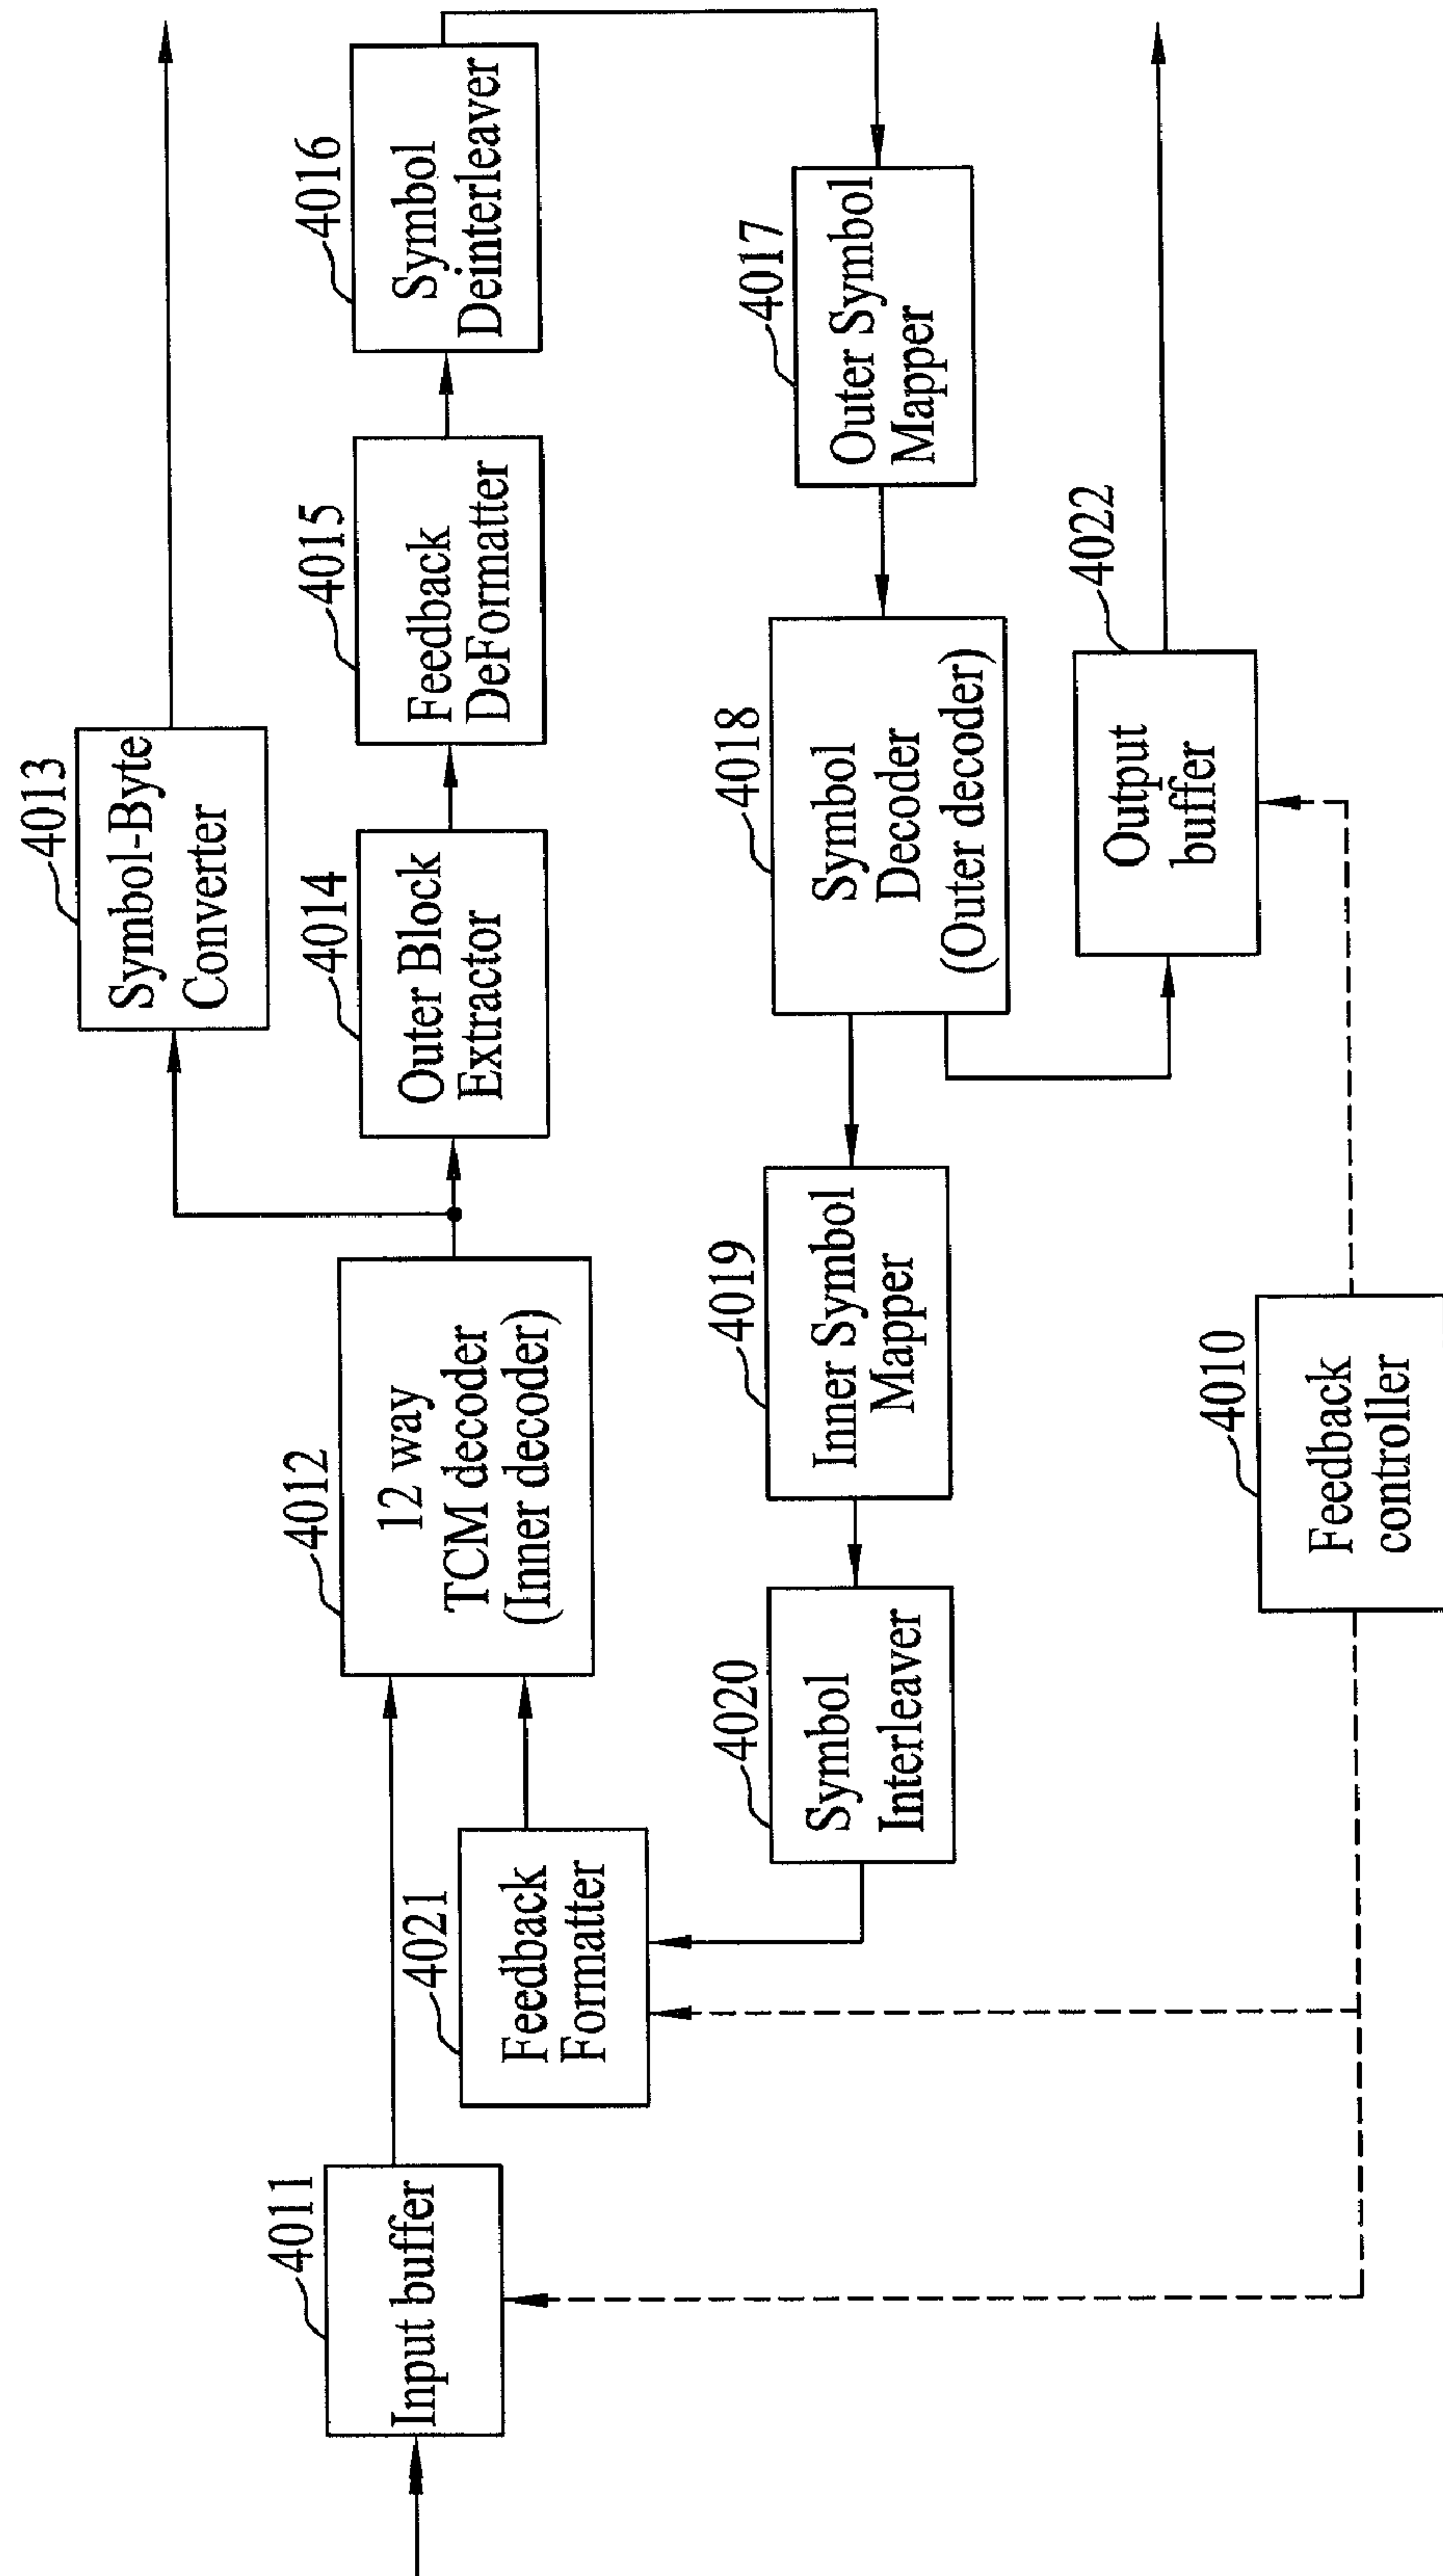 4011
Input buffer
4012
12 way
TCM decoder
(Inner decoder)
4013
Symbol-Byte
Converter
4014
Outer Block
Extractor
4015
Feedback
DeFormatter
4016
Symbol
Deinterleaver
4021
Feedback
Formatter
4020
Symbol
Interleaver
4019
Inner Symbol
Mapper
4018
Symbol
Decoder
(Outer decoder)
4017
Outer Symbol
Mapper
4022
Output
buffer
4010
Feedback
controller